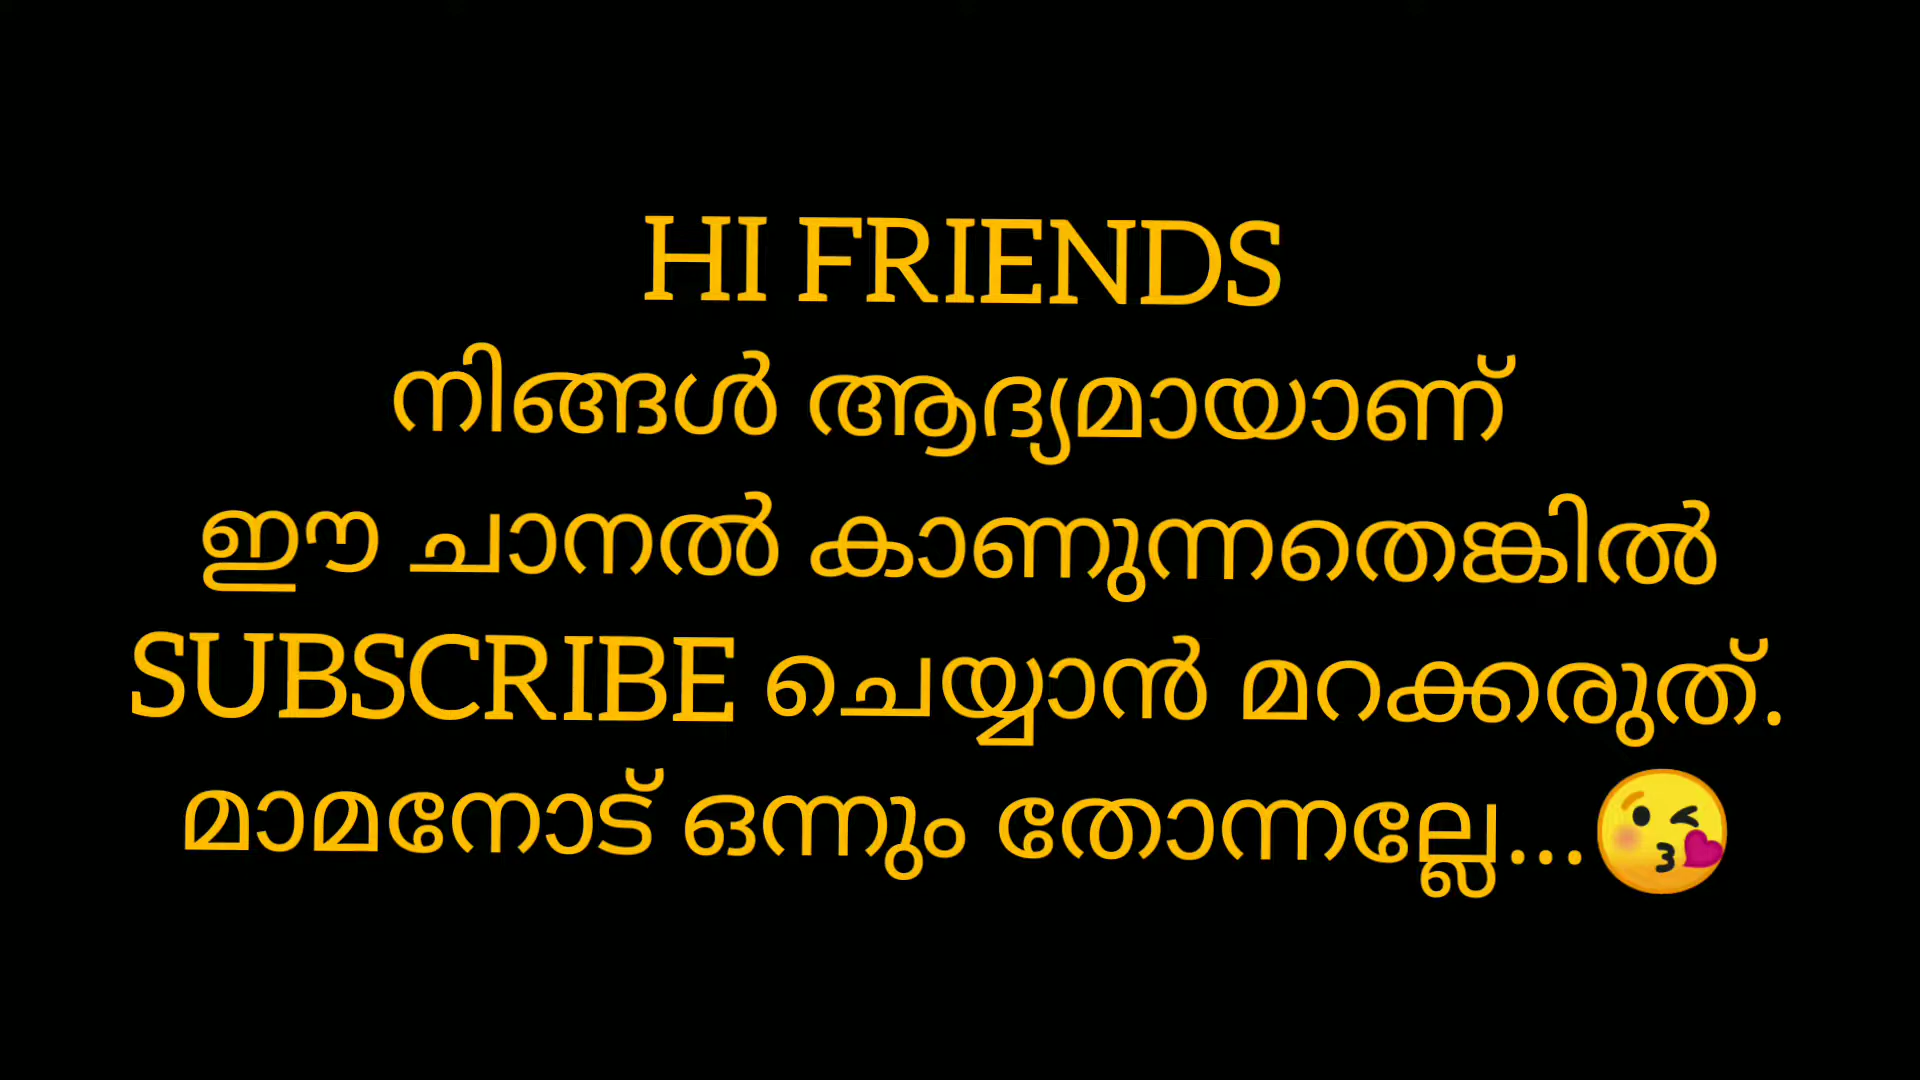 HI FRIENDS
നിങ്ങൾ ആദ്യമായാണ്
ഈ ചാനൽ കാണുന്നതെങ്കിൽ
SUBSCRIBE ചെയ്യാൻ മറക്കരുത്.
മാമനോട് ഒന്നും തോന്നല്ലേ...😘